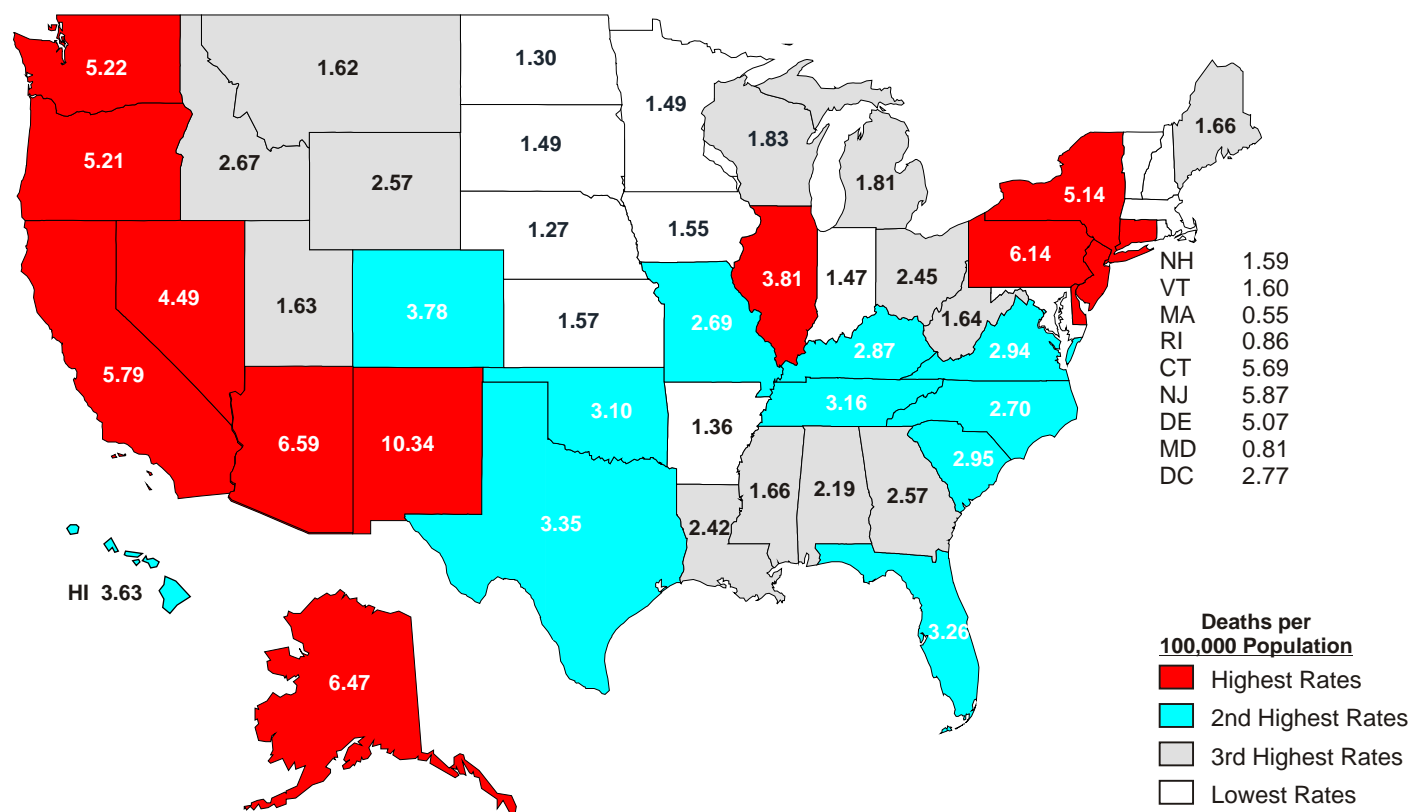 5.22
1.62
1.30
1.49
1.66
5.21
2.67
2.57
1.49
1.83
1.81
5.14
4.49
1.63
3.78
1.27
1.55
3.81
1.47
2.45
6.14
5.79
1.57
2.69
2.87
1.64
2.94
6.59
10.34
3.10
1.36
3.16
2.70
2.95
3.35
2.42
1.66
2.19
2.57
3.26
NH 1.59
VT 1.60
MA 0.55
RI 0.86
CT 5.69
NJ 5.87
DE 5.07
MD 0.81
DC 2.77
HI 3.63
6.47
Deaths per
100,000 Population
Highest Rates
2nd Highest Rates
3rd Highest Rates
Lowest Rates